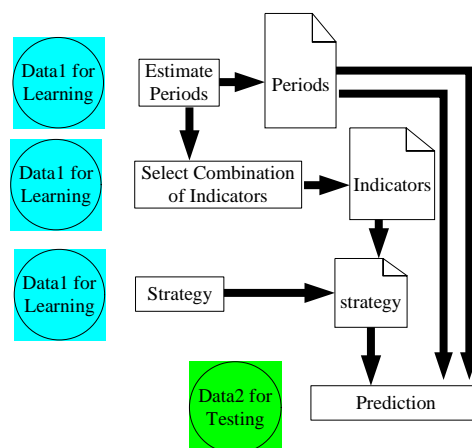 Data1 for
Learning
Estimate
Periods
Periods
Data1 for
Learning
Select Combination
of Indicators
Indicators
Data1 for
Learning
Strategy
strategy
Data2 for
Testing
Prediction